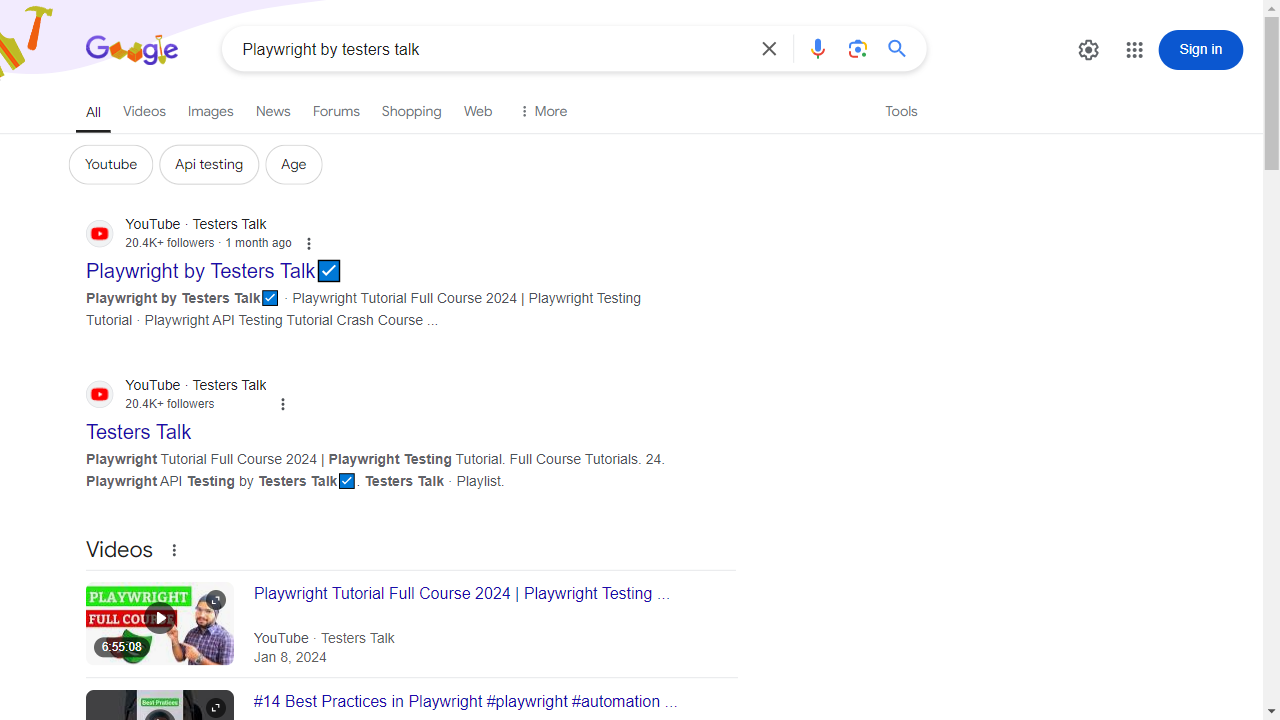 Google
Playwright by testers talk
Sign in
All
Videos
Images
News
Forums
Shopping
Web
More
Tools
Youtube
Api testing
Age
YouTube · Testers Talk
20.4K+ followers · 1 month ago
Playwright by Testers Talk☑️
Playwright by Testers Talk☑️ · Playwright Tutorial Full Course 2024 | Playwright Testing
Tutorial · Playwright API Testing Tutorial Crash Course ...
YouTube · Testers Talk
20.4K+ followers
Testers Talk
Playwright Tutorial Full Course 2024 | Playwright Testing Tutorial. Full Course Tutorials. 24.
Playwright API Testing by Testers Talk☑️. Testers Talk · Playlist.
Videos
PLAYWRIGHT
FULL COURSE
6:55:08
Playwright Tutorial Full Course 2024 | Playwright Testing ...
YouTube · Testers Talk
Jan 8, 2024
Best Pratices
#14 Best Practices in Playwright #playwright #automation ...